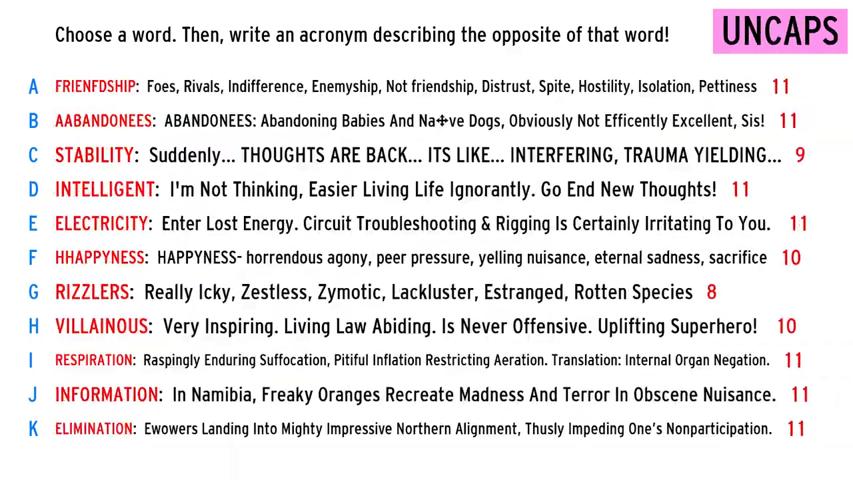 Choose a word. Then, write an acronym describing the opposite of that word!
UNCAPS
A FRIENFDSHIP: Foes, Rivals, Indifference, Enemyship, Not friendship, Distrust, Spite, Hostility, Isolation, Pettiness 11
B AABANDONEES: ABANDONEES: Abandoning Babies And Na✢ve Dogs, Obviously Not Efficently Excellent, Sis! 11
C STABILITY: Suddenly... THOUGHTS ARE BACK... ITS LIKE... INTERFERING, TRAUMA YIELDING... 9
D INTELLIGENT: I'm Not Thinking, Easier Living Life Ignorantly. Go End New Thoughts! 11
E ELECTRICITY: Enter Lost Energy. Circuit Troubleshooting & Rigging Is Certainly Irritating To You. 11
F HHAPPYNESS: HAPPYNESS- horrendous agony, peer pressure, yelling nuisance, eternal sadness, sacrifice 10
G RIZZLERS: Really Icky, Zestless, Zymotic, Lackluster, Estranged, Rotten Species 8
H VILLAINOUS: Very Inspiring. Living Law Abiding. Is Never Offensive. Uplifting Superhero! 10
I RESPIRATION: Raspingly Enduring Suffocation, Pitiful Inflation Restricting Aeration. Translation: Internal Organ Negation. 11
J INFORMATION: In Namibia, Freaky Oranges Recreate Madness And Terror In Obscene Nuisance. 11
K ELIMINATION: Ewowers Landing Into Mighty Impressive Northern Alignment, Thusly Impeding One's Nonparticipation. 11